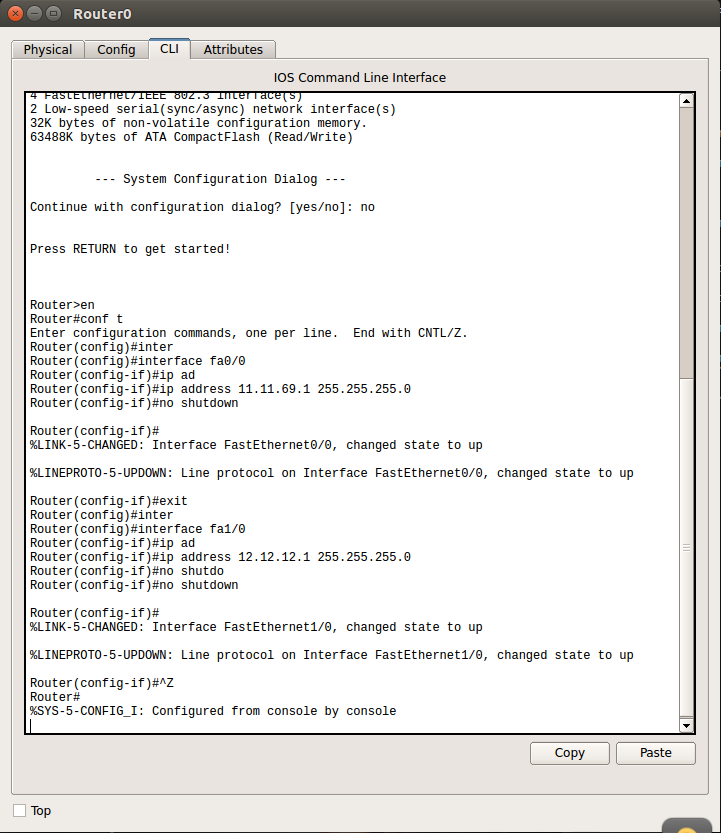 Router0
Physical Config CLI Attributes
IOS Command Line Interface
4 FastEthernet/IEEE 802.3 interface(s)
2 Low-speed serial(sync/async) network interface(s)
32K bytes of non-volatile configuration memory.
63488K bytes of ATA CompactFlash (Read/Write)
--- System Configuration Dialog ---
Continue with configuration dialog? [yes/no]: no
Press RETURN to get started!
Router>en
Router#conf t
Enter configuration commands, one per line.  End with CNTL/Z.
Router(config)#inter
Router(config)#interface fa0/0
Router(config-if)#ip ad
Router(config-if)#ip address 11.11.69.1 255.255.255.0
Router(config-if)#no shutdown
Router(config-if)#
%LINK-5-CHANGED: Interface FastEthernet0/0, changed state to up
%LINEPROTO-5-UPDOWN: Line protocol on Interface FastEthernet0/0, changed state to up
Router(config-if)#exit
Router(config)#inter
Router(config)#interface fa1/0
Router(config-if)#ip ad
Router(config-if)#ip address 12.12.12.1 255.255.255.0
Router(config-if)#no shutdo
Router(config-if)#no shutdown
Router(config-if)#
%LINK-5-CHANGED: Interface FastEthernet1/0, changed state to up
%LINEPROTO-5-UPDOWN: Line protocol on Interface FastEthernet1/0, changed state to up
Router(config-if)#^Z
Router#
%SYS-5-CONFIG_I: Configured from console by console
Copy Paste
Top